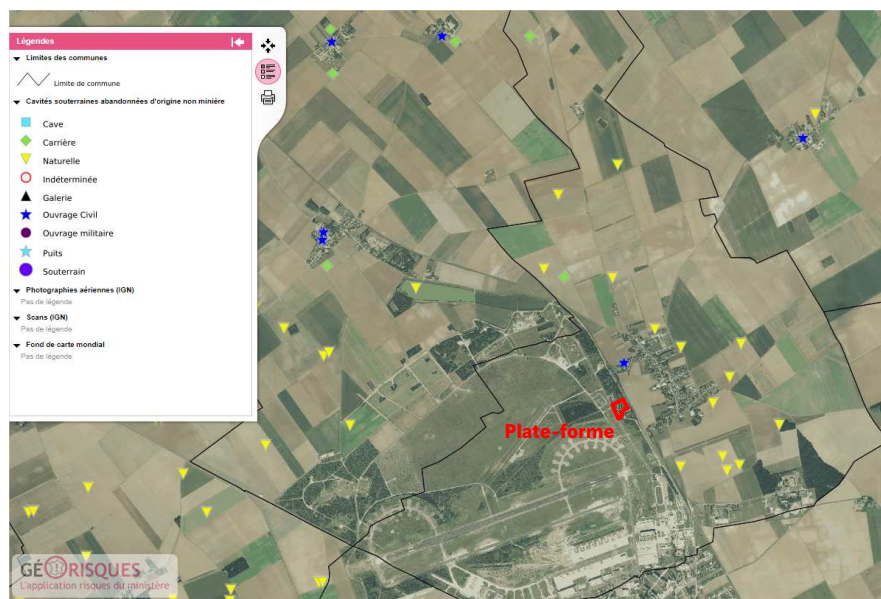 Légendes
Limites des communes
Limite de commune
Cavités souterraines abandonnées d'origine non minière
Cave
Carrière
Naturelle
Indéterminée
Galerie
Ouvrage Civil
Ouvrage militaire
Puits
Souterrain
Photographies aériennes (IGN)
Pas de légende
Scans (IGN)
Pas de légende
Fond de carte mondial
Pas de légende
Plate-forme
GÉORISQUES
L'application risques du ministère